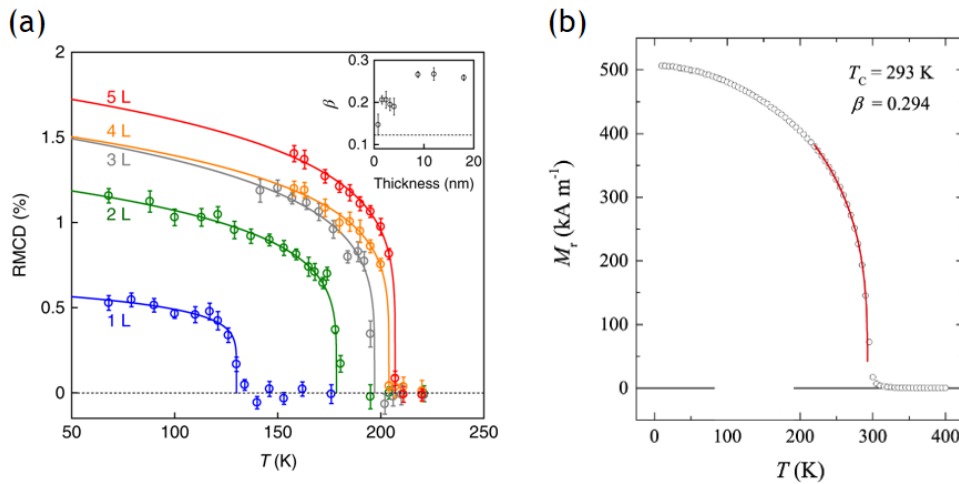 (a)
2
1.5
1
0.5
0
RMCD (%)
5 L
4 L
3 L
2 L
1 L
50
100
150
200
250
T (K)
0.3
0.2
0.1
β
0
10
20
Thickness (nm)
(b)
500
400
300
200
100
0
Mr (kA m⁻¹)
TC = 293 K
β = 0.294
0
100
200
300
400
T (K)